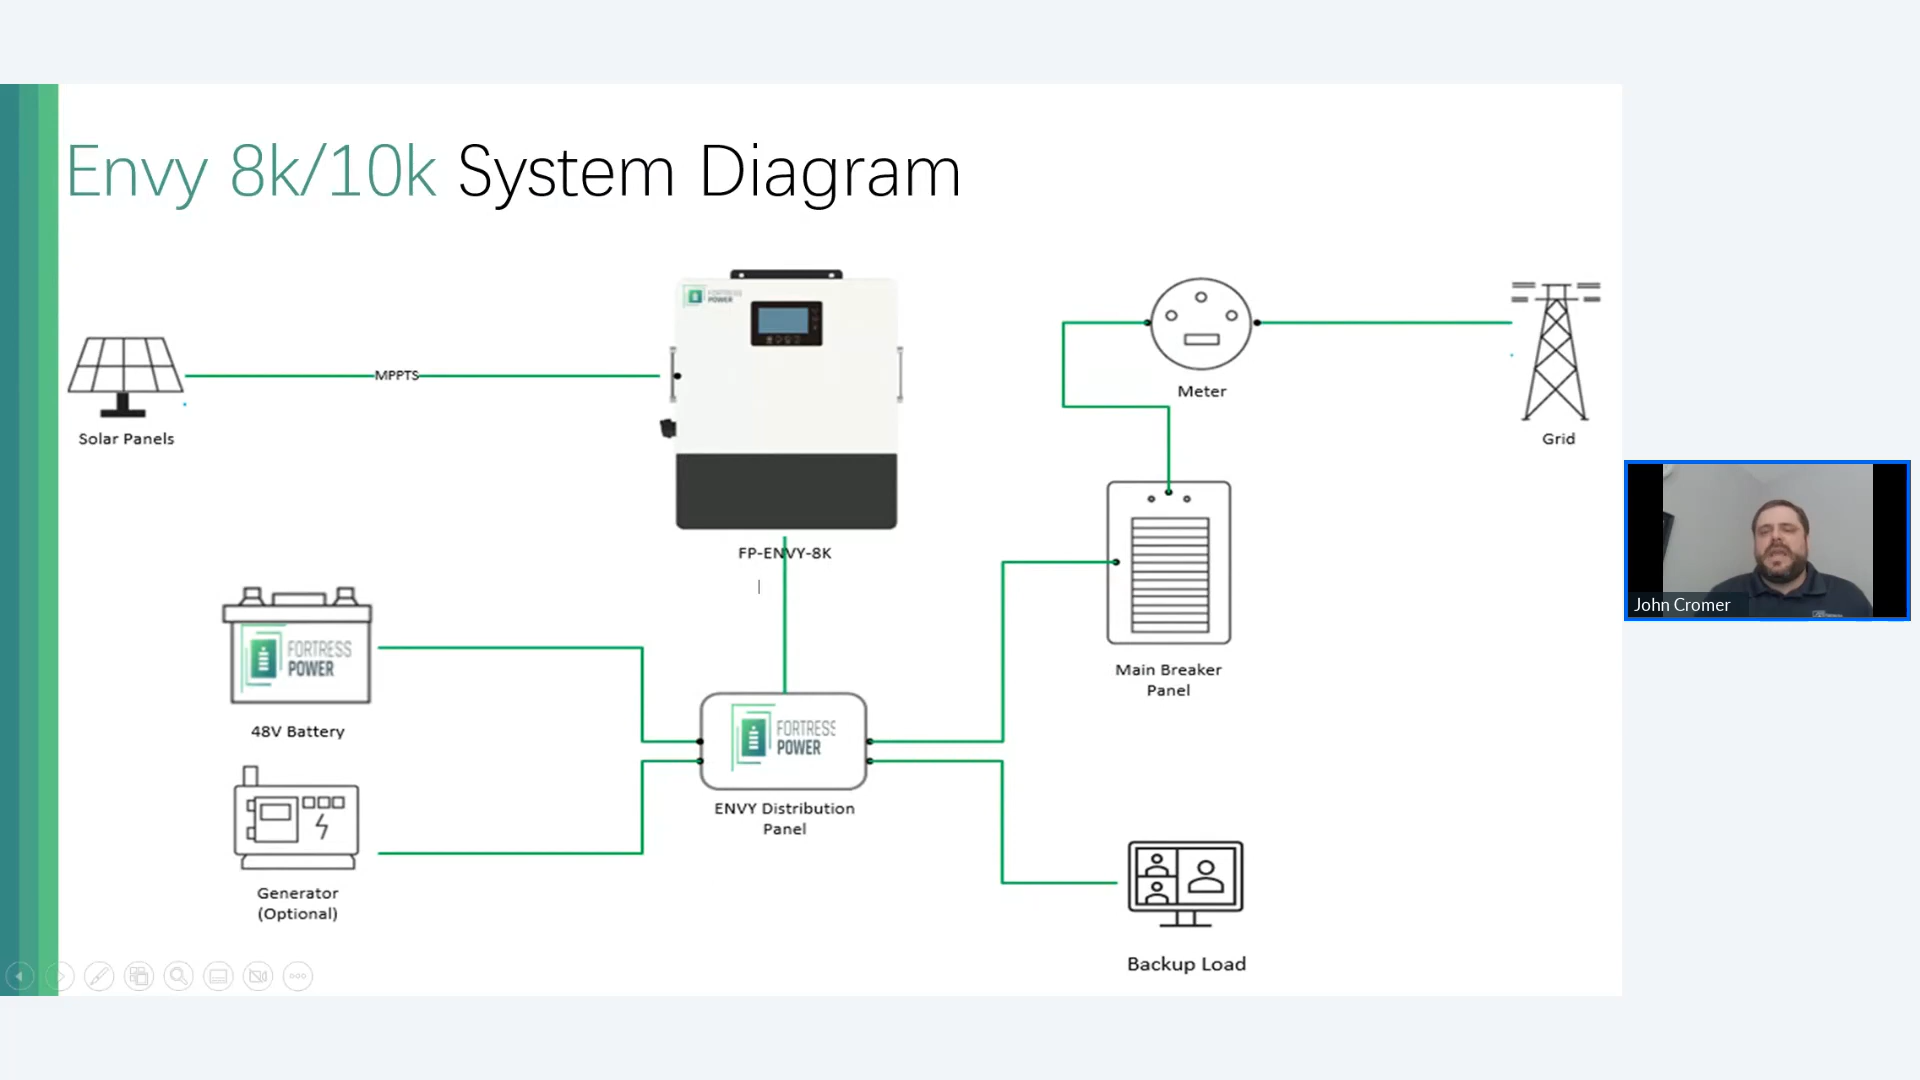 Envy 8k/10k System Diagram
FORTRESS
POWER
MPPTS
Solar Panels
Meter
Grid
FP-ENVY-8K
FORTRESS
POWER
48V Battery
Main Breaker
Panel
John Cromer
FORTRESS
POWER
ENVY Distribution
Panel
Generator
(Optional)
Backup Load